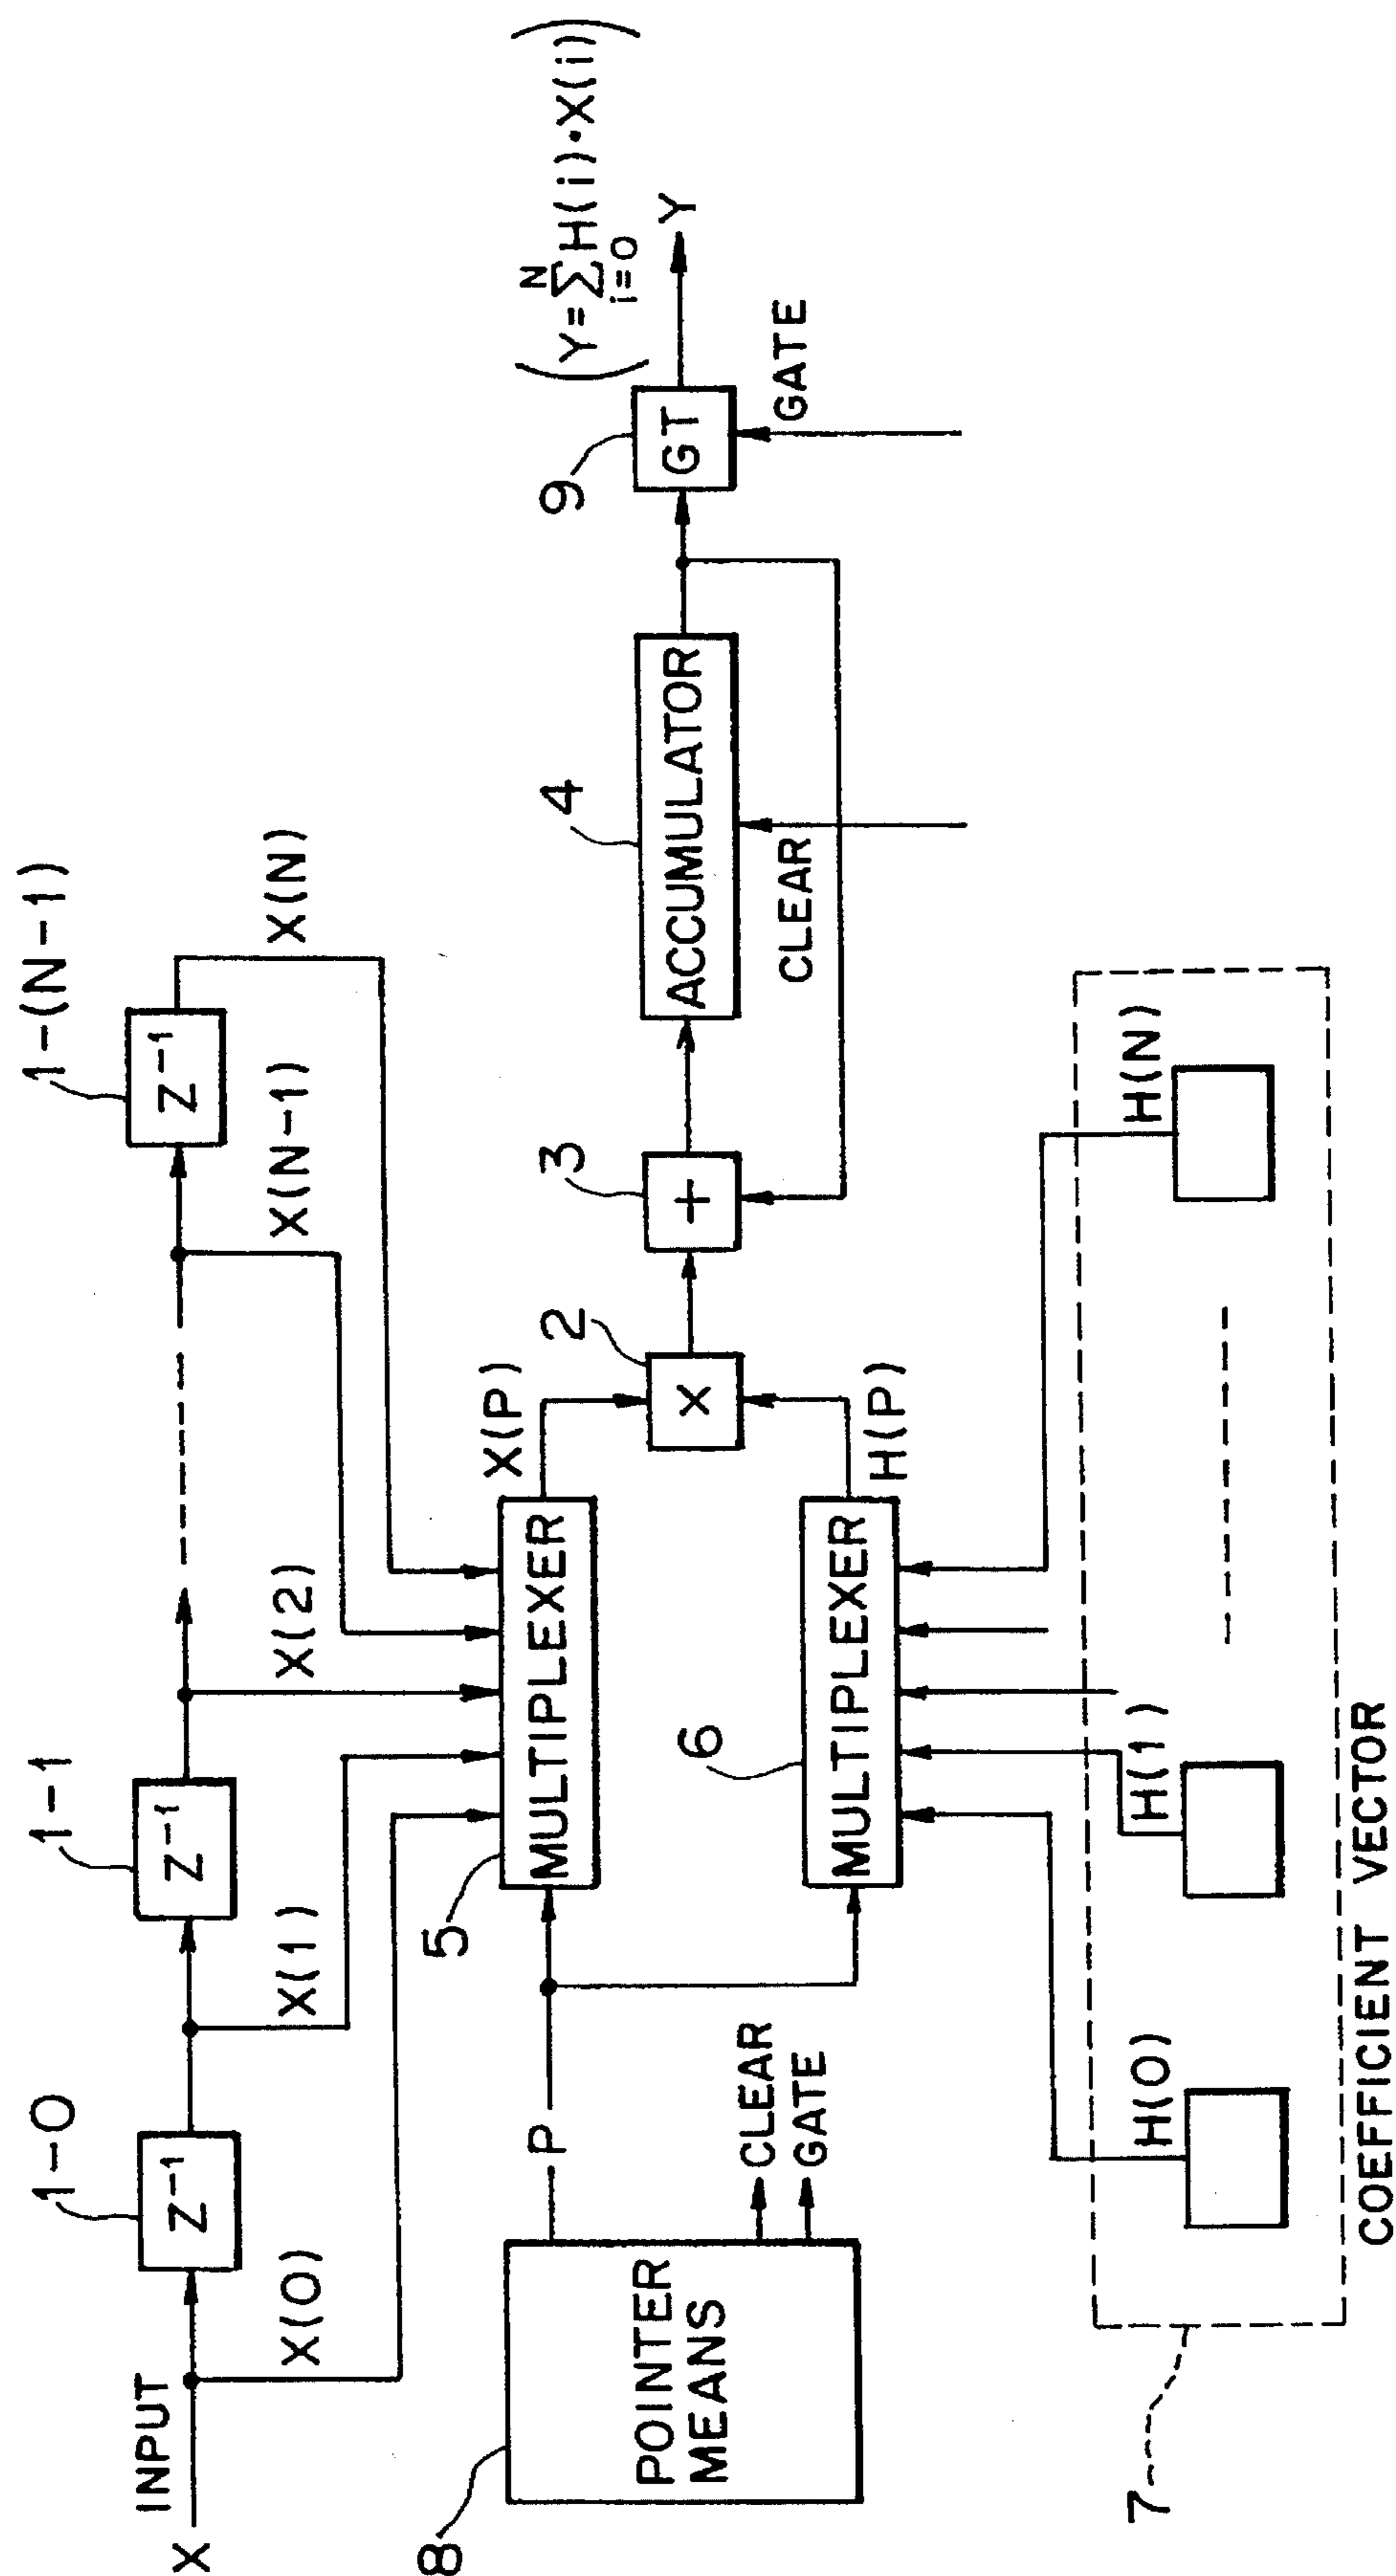 X INPUT
X(0)
1-0
Z⁻¹
X(1)
1-1
Z⁻¹
X(2)
X(N-1)
1-(N-1)
Z⁻¹
X(N)
8
POINTER
MEANS
P
CLEAR
GATE
5
MULTIPLEXER
X(P)
6
MULTIPLEXER
H(P)
2
X
3
+
4
ACCUMULATOR
CLEAR
9
GT
GATE
Y
(Y=∑H(i)·X(i))
N
i=0
7
H(0)
H(1)
H(N)
COEFFICIENT VECTOR